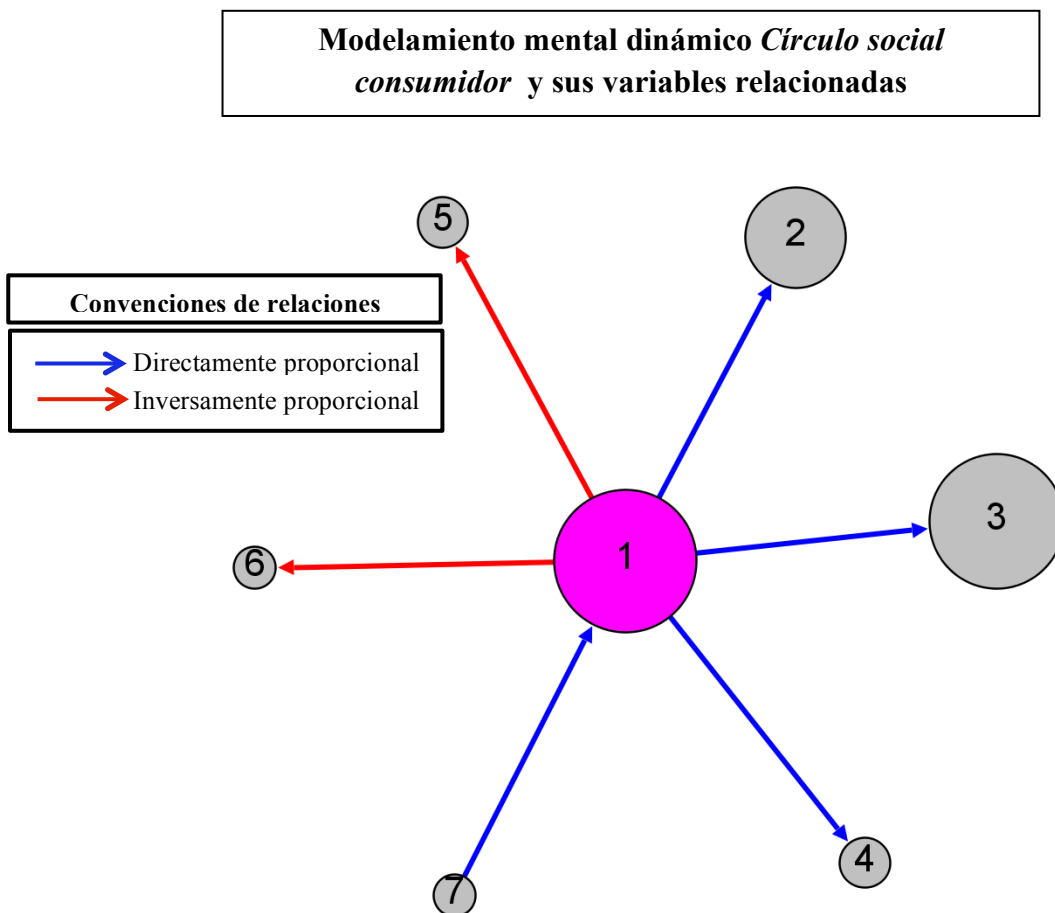 Modelamiento mental dinámico Círculo social
consumidor y sus variables relacionadas
5
2
Convenciones de relaciones
Directamente proporcional
Inversamente proporcional
3
1
6
4
7